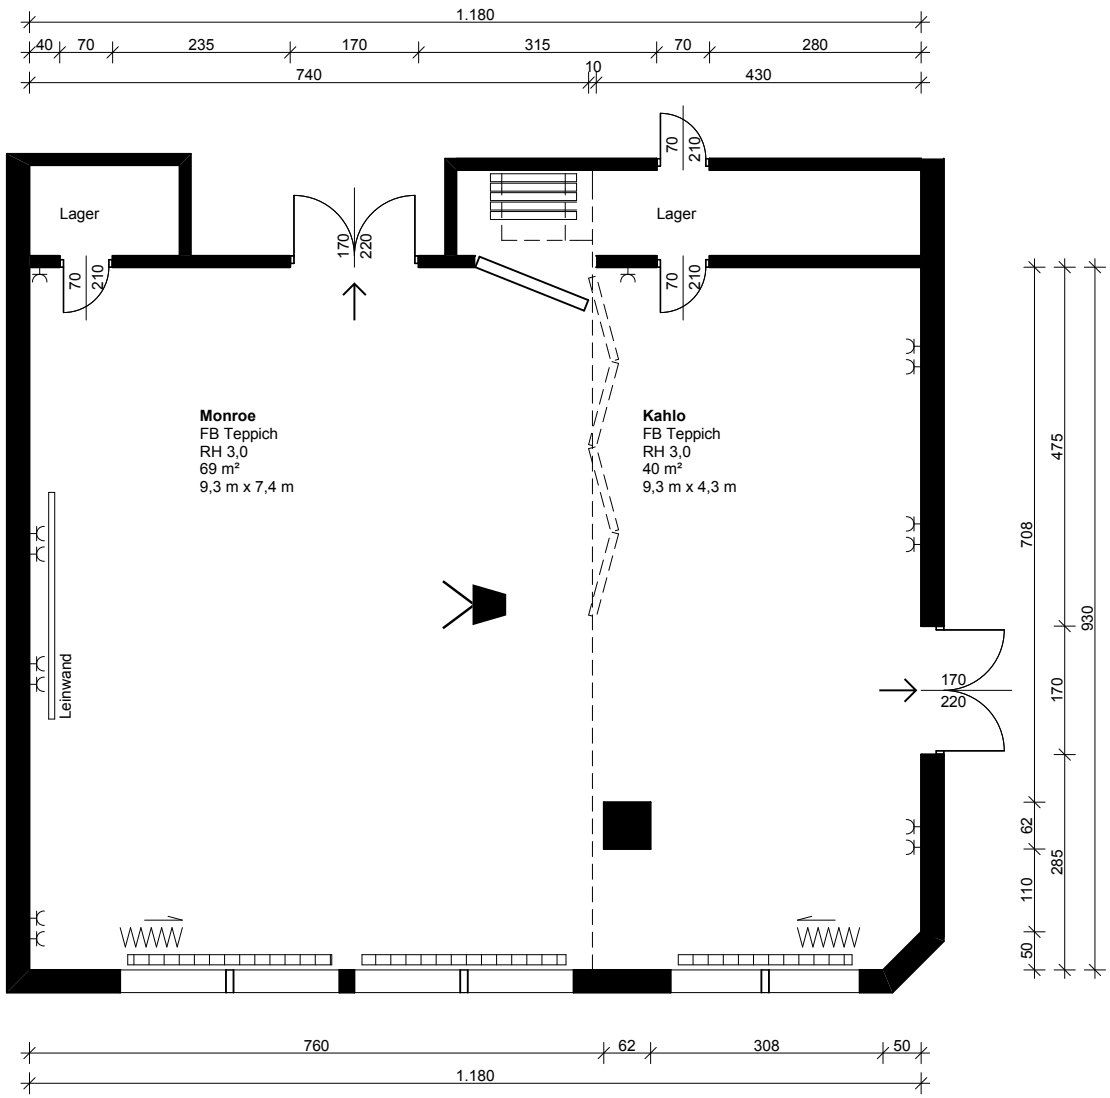 1.180
40 70 235 170 315 70 280
740 10 430
70 210
Lager
Lager
170 220
70 210
70 210
Monroe
FB Teppich
RH 3,0
69 m²
9,3 m x 7,4 m
Kahlo
FB Teppich
RH 3,0
40 m²
9,3 m x 4,3 m
Leinwand
170
220
475
708
930
170
62
285
110
50
760 62 308 50
1.180